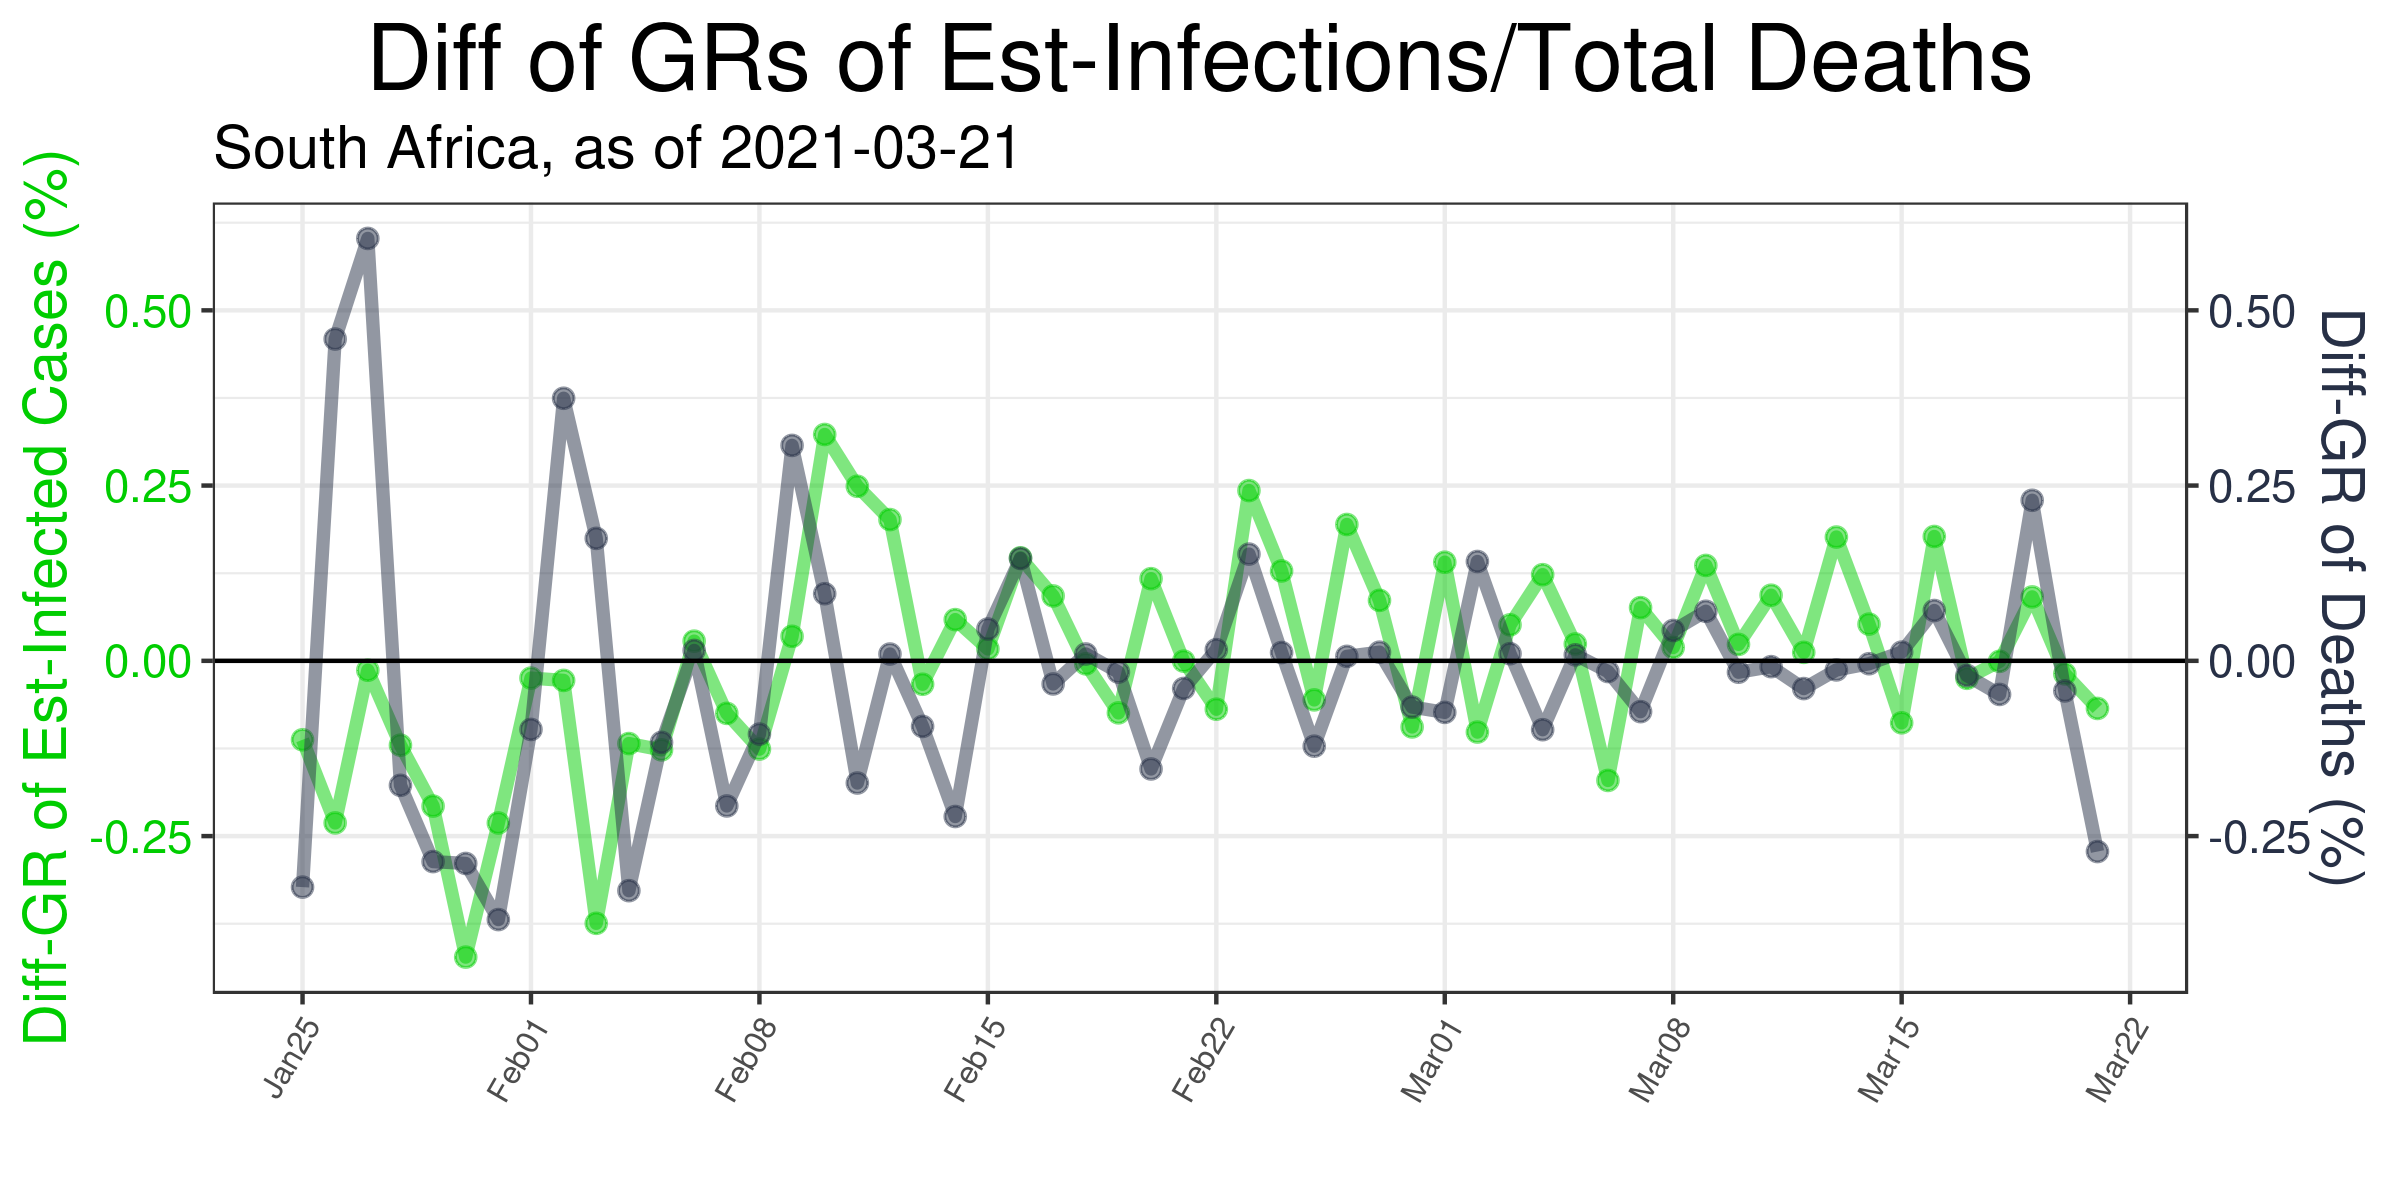 Diff of GRs of Est-Infections/Total Deaths
South Africa, as of 2021-03-21
Diff-GR of Est-Infected Cases (%)
0.50
0.25
0.00
-0.25
0.50
0.25
0.00
-0.25
Diff-GR of Deaths (%)
Jan25
Feb01
Feb08
Feb15
Feb22
Mar01
Mar08
Mar15
Mar22